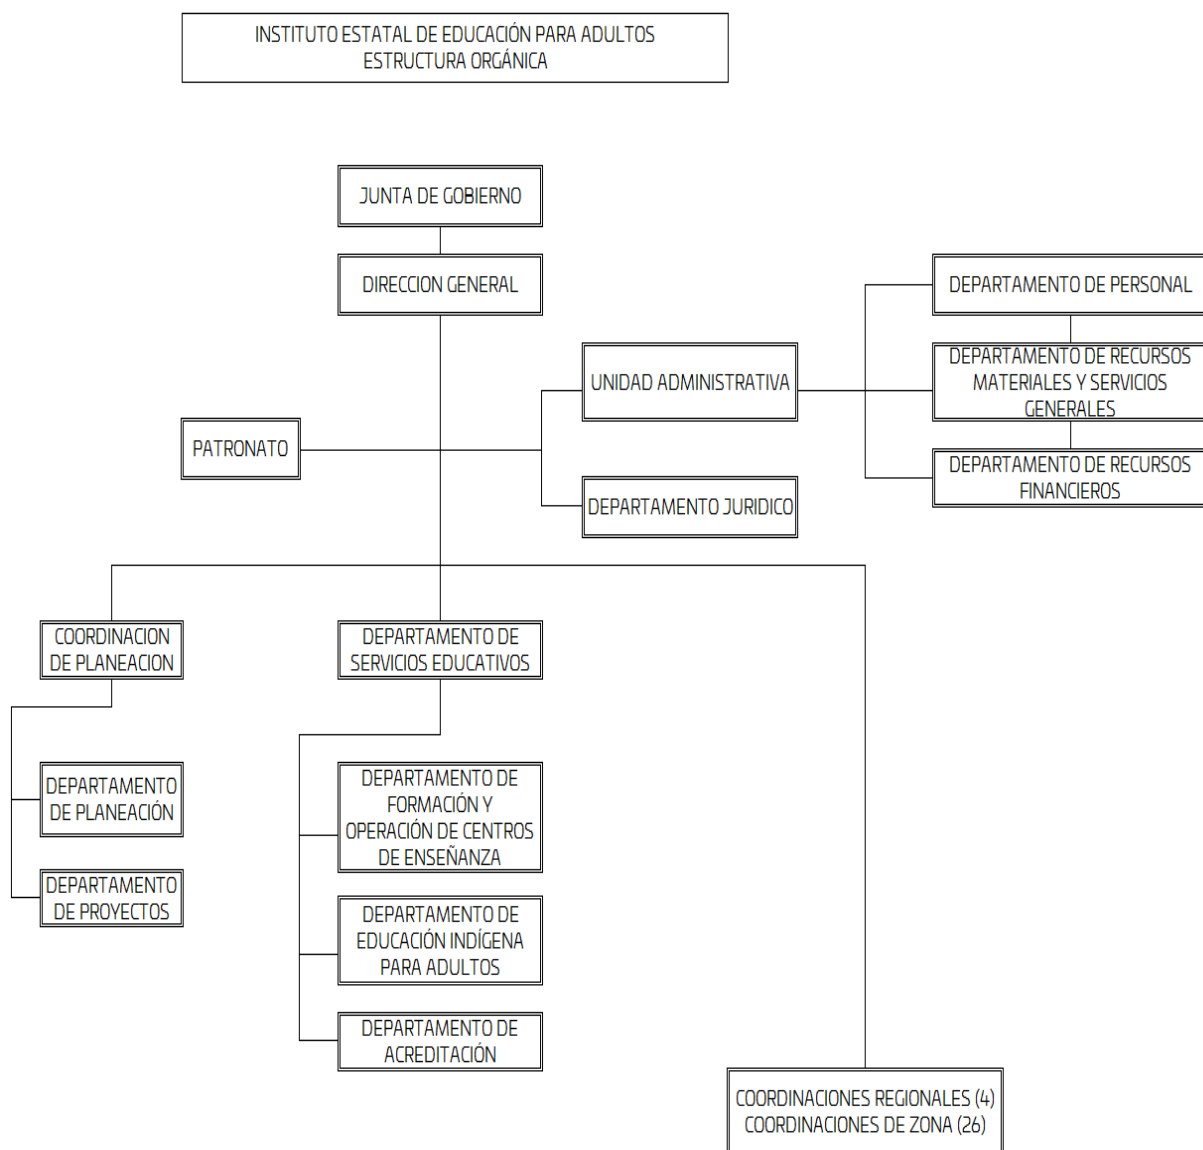 INSTITUTO ESTATAL DE EDUCACIÓN PARA ADULTOS
ESTRUCTURA ORGÁNICA
JUNTA DE GOBIERNO
DIRECCION GENERAL
DEPARTAMENTO DE PERSONAL
UNIDAD ADMINISTRATIVA
DEPARTAMENTO DE RECURSOS
MATERIALES Y SERVICIOS
GENERALES
PATRONATO
DEPARTAMENTO DE RECURSOS
FINANCIEROS
DEPARTAMENTO JURIDICO
COORDINACION
DE PLANEACION
DEPARTAMENTO DE
SERVICIOS EDUCATIVOS
DEPARTAMENTO
DE PLANEACIÓN
DEPARTAMENTO
DE PROYECTOS
DEPARTAMENTO DE
FORMACIÓN Y
OPERACIÓN DE CENTROS
DE ENSEÑANZA
DEPARTAMENTO DE
EDUCACIÓN INDÍGENA
PARA ADULTOS
DEPARTAMENTO DE
ACREDITACIÓN
COORDINACIONES REGIONALES (4)
COORDINACIONES DE ZONA (26)